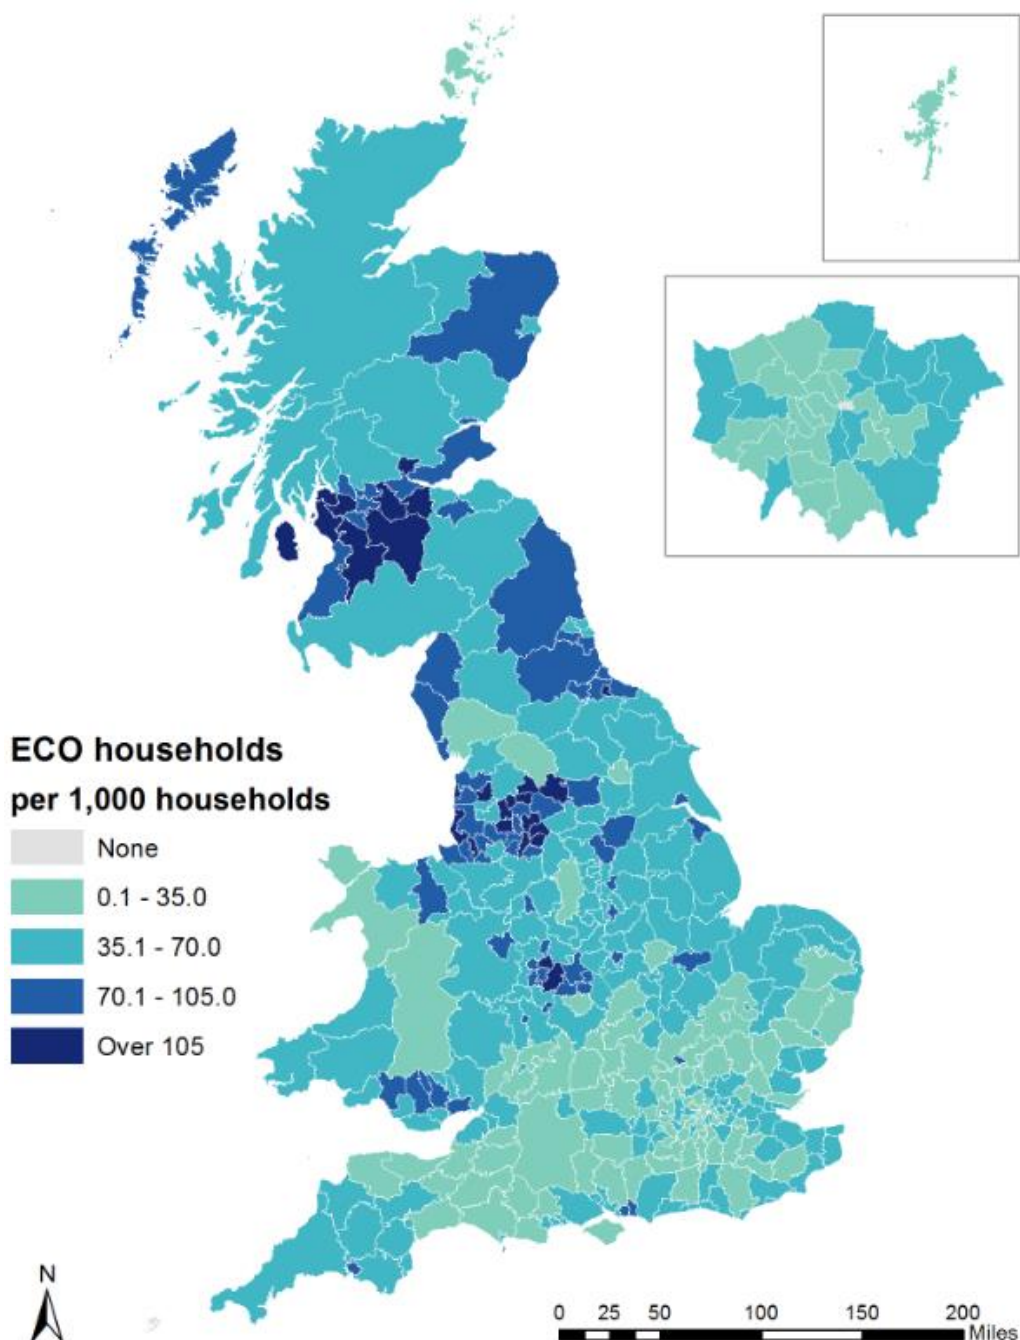 ECO households
per 1,000 households
None
0.1 - 35.0
35.1 - 70.0
70.1 - 105.0
Over 105
N
0 25 50 100 150 200
Miles